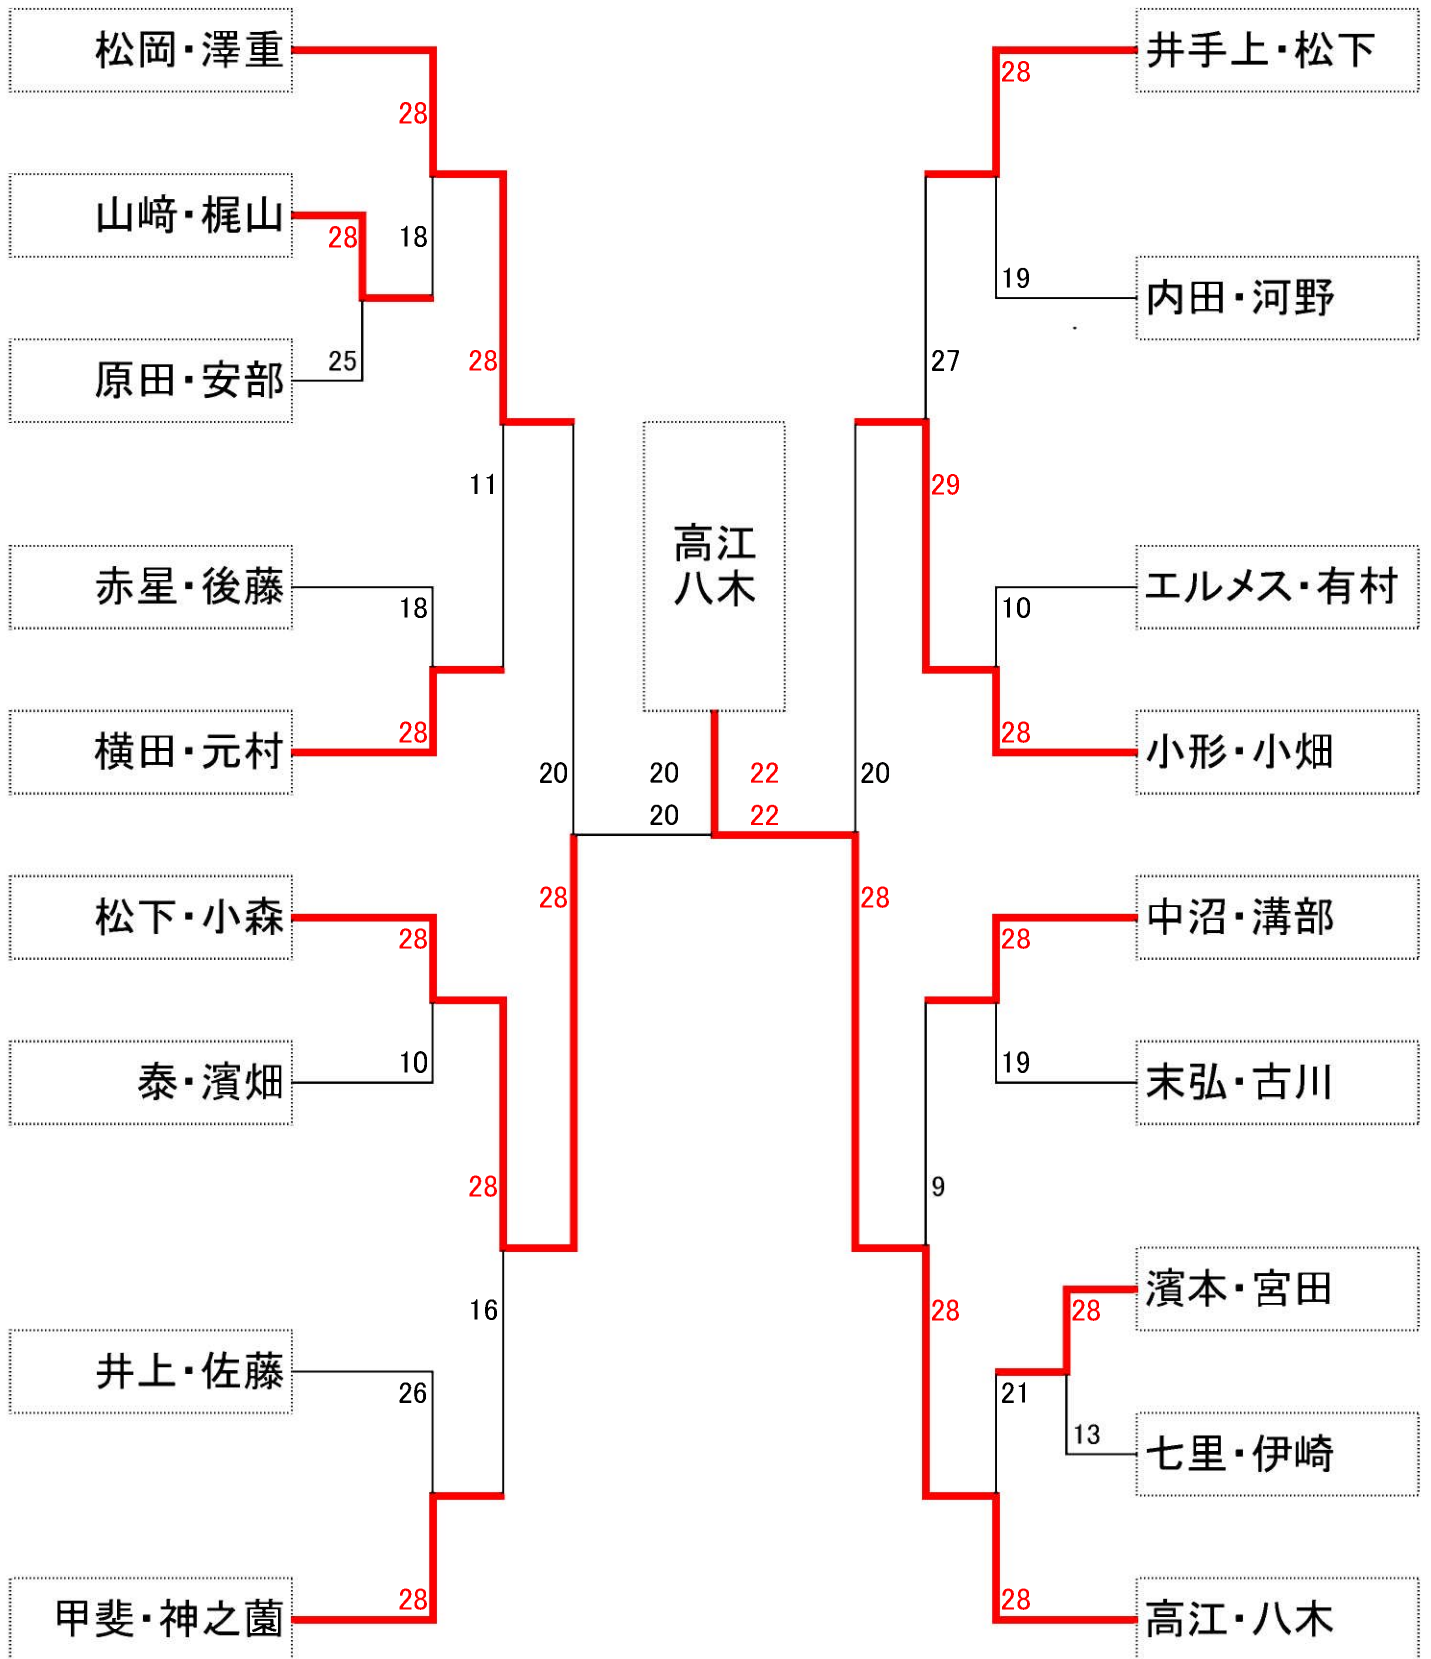 松岡・澤重
28
山﨑・梶山
28
18
原田・安部
25
28
11
赤星・後藤
18
横田・元村
28
20
松下・小森
28
泰・濱畑
10
28
28
16
井上・佐藤
26
甲斐・神之薗
28
高江
八木
20 22
20 22
井手上・松下
28
内田・河野
19
27
29
エルメス・有村
10
小形・小畑
28
20
28
中沼・溝部
28
末弘・古川
19
9
28
濱本・宮田
28
21
七里・伊崎
13
高江・八木
28